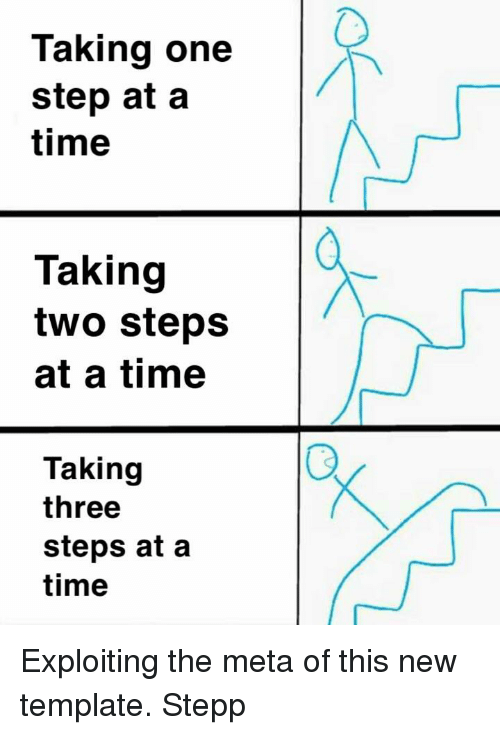 Taking one
step at a
time
Taking
two steps
at a time
Taking
three
steps at a
time
Exploiting the meta of this new
template. Stepp